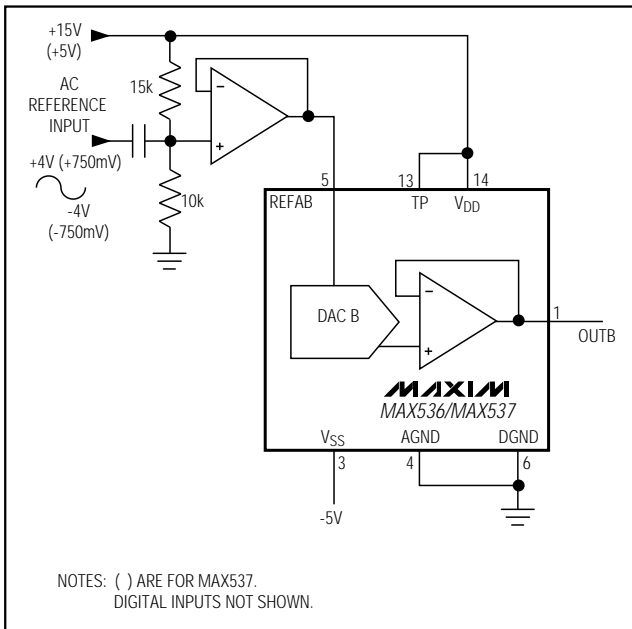 +15V
(+5V)
15k
AC
REFERENCE
INPUT
+4V (+750mV)
-4V
(-750mV)
10k
−
+
5
13
14
REFAB
TP
VDD
DAC B
−
+
1
OUTB
MAXIM
MAX536/MAX537
VSS
AGND
DGND
3
4
6
-5V
NOTES: ( ) ARE FOR MAX537.
DIGITAL INPUTS NOT SHOWN.